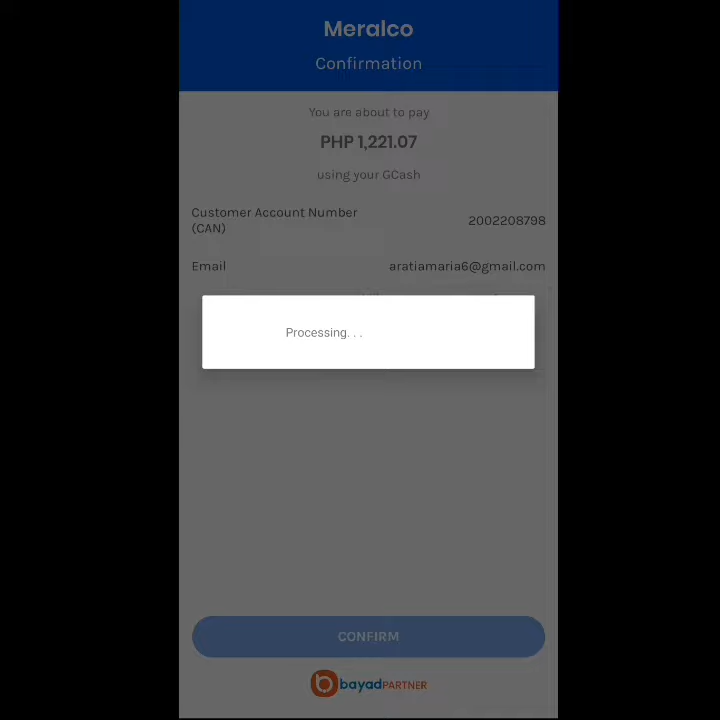 Meralco
Confirmation
You are about to pay
PHP 1,221.07
using your GCash
Customer Account Number
(CAN)
2002208798
Email
aratiamaria6@gmail.com
Processing. . .
CONFIRM
bayadPARTNER